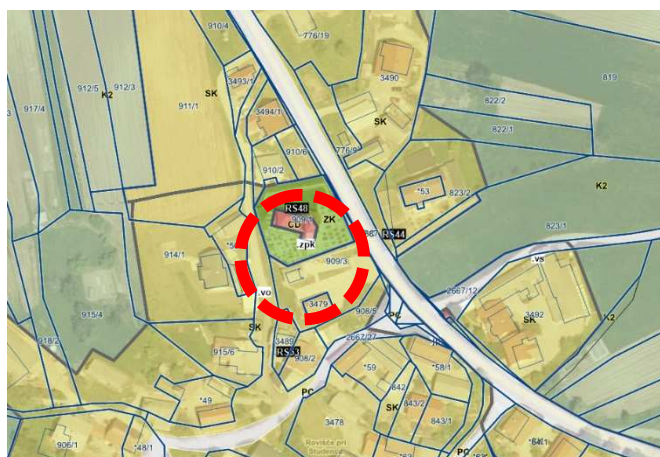 910/4
776/19
3493/1
3490
819
912/5
912/3
K2
SK
911/1
822/2
917/4
3494/1
SK
822/1
910/6
776/9
910/2
*53
823/2
K2
RS48
ZK
CU
RS44
823/1
914/1
.zpk
909/3
.vs
2667/12
.vo
915/4
3479
908/5
PC
SK
3492
K2
918/2
SK
3489
2667/27
915/6
RS53
908/2
*59
*58/1
PC
842
*49
843/2
SK
843/1
3478
906/1
*48/1
Rovišče pri
Studencu
PC